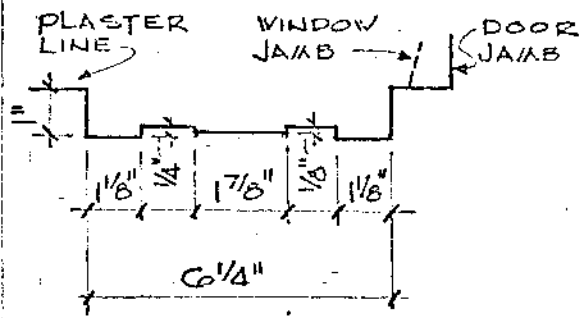 PLASTER
LINE
WINDOW
JAMB
DOOR
JAMB
1"
1 1/8" 1/4" 1 7/8" 1/8" 1 1/8"
6 1/4"